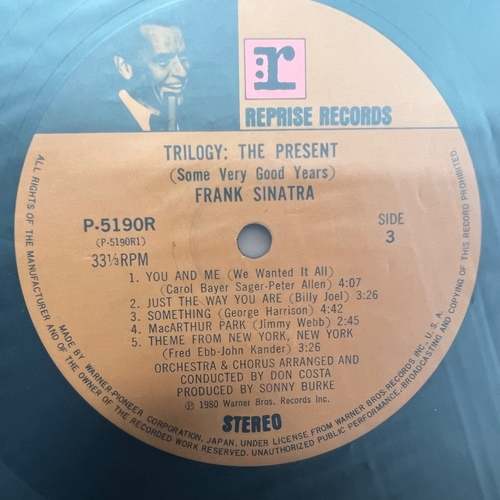 r
REPRISE RECORDS
TRILOGY: THE PRESENT
(Some Very Good Years)
FRANK SINATRA
P-5190R
(P-5190R1)
33⅓RPM
SIDE
3
1. YOU AND ME (We Wanted It All)
(Carol Bayer Sager-Peter Allen) 4:07
2. JUST THE WAY YOU ARE (Billy Joel) 3:26
3. SOMETHING (George Harrison) 4:42
4. MacARTHUR PARK (Jimmy Webb) 2:45
5. THEME FROM NEW YORK, NEW YORK
(Fred Ebb-John Kander) 3:26
ORCHESTRA & CHORUS ARRANGED AND
CONDUCTED BY DON COSTA
PRODUCED BY SONNY BURKE
℗ 1980 Warner Bros. Records Inc.
STEREO
ALL RIGHTS OF THE MANUFACTURER AND OF THE OWNER OF THE RECORDED WORK RESERVED. UNAUTHORIZED PUBLIC PERFORMANCE, BROADCASTING AND COPYING OF THIS RECORD PROHIBITED.
MADE BY WARNER-PIONEER CORPORATION, JAPAN, UNDER LICENSE FROM WARNER BROS. RECORDS INC., U.S.A.